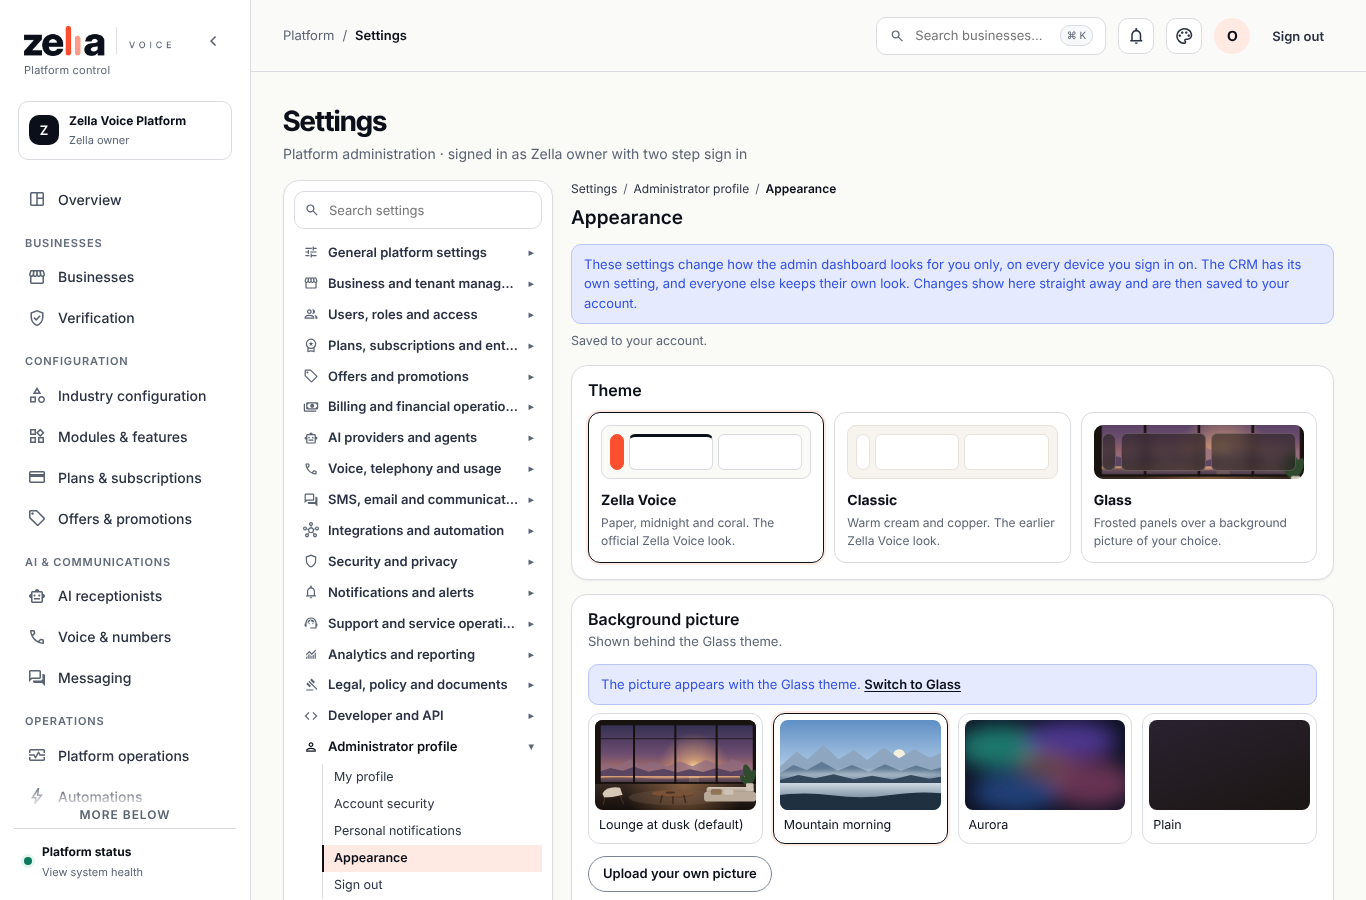 zella VOICE
Platform control
Z
Zella Voice Platform
Zella owner
Overview
BUSINESSES
Businesses
Verification
CONFIGURATION
Industry configuration
Modules & features
Plans & subscriptions
Offers & promotions
AI & COMMUNICATIONS
AI receptionists
Voice & numbers
Messaging
OPERATIONS
Platform operations
Automations
MORE BELOW
Platform status
View system health
Platform / Settings
Search businesses...
⌘ K
O
Sign out
Settings
Platform administration · signed in as Zella owner with two step sign in
Search settings
General platform settings
Business and tenant manag...
Users, roles and access
Plans, subscriptions and ent...
Offers and promotions
Billing and financial operatio...
AI providers and agents
Voice, telephony and usage
SMS, email and communicat...
Integrations and automation
Security and privacy
Notifications and alerts
Support and service operati...
Analytics and reporting
Legal, policy and documents
Developer and API
Administrator profile
My profile
Account security
Personal notifications
Appearance
Sign out
Settings / Administrator profile / Appearance
Appearance
These settings change how the admin dashboard looks for you only, on every device you sign in on. The CRM has its
own setting, and everyone else keeps their own look. Changes show here straight away and are then saved to your
account.
Saved to your account.
Theme
Zella Voice
Paper, midnight and coral. The
official Zella Voice look.
Classic
Warm cream and copper. The earlier
Zella Voice look.
Glass
Frosted panels over a background
picture of your choice.
Background picture
Shown behind the Glass theme.
The picture appears with the Glass theme. Switch to Glass
Lounge at dusk (default)
Mountain morning
Aurora
Plain
Upload your own picture